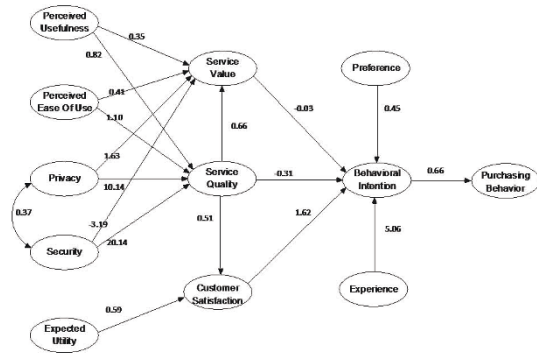 Perceived
Usefulness
0.35
0.82
Service
Value
Preference
Perceived
Ease Of Use
0.41
1.10
-0.03
0.45
0.66
Privacy
1.63
10.14
Service
Quality
-0.31
Behavioral
Intention
0.66
Purchasing
Behavior
0.37
-3.19
20.14
0.51
1.62
5.06
Security
Customer
Satisfaction
Experience
Expected
Utility
0.59